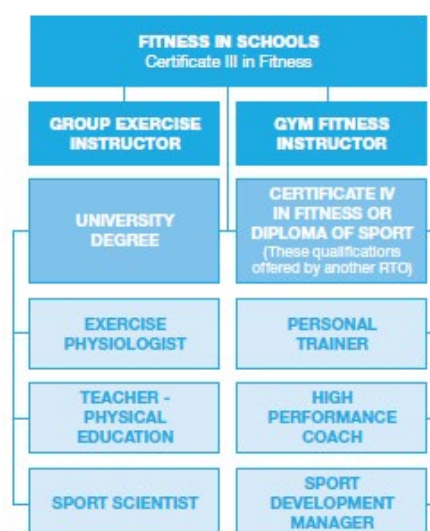 FITNESS IN SCHOOLS
Certificate III in Fitness
GROUP EXERCISE
INSTRUCTOR
GYM FITNESS
INSTRUCTOR
UNIVERSITY
DEGREE
CERTIFICATE IV
IN FITNESS OR
DIPLOMA OF SPORT
(These qualifications
offered by another RTO)
EXERCISE
PHYSIOLOGIST
PERSONAL
TRAINER
TEACHER -
PHYSICAL
EDUCATION
HIGH
PERFORMANCE
COACH
SPORT SCIENTIST
SPORT
DEVELOPMENT
MANAGER